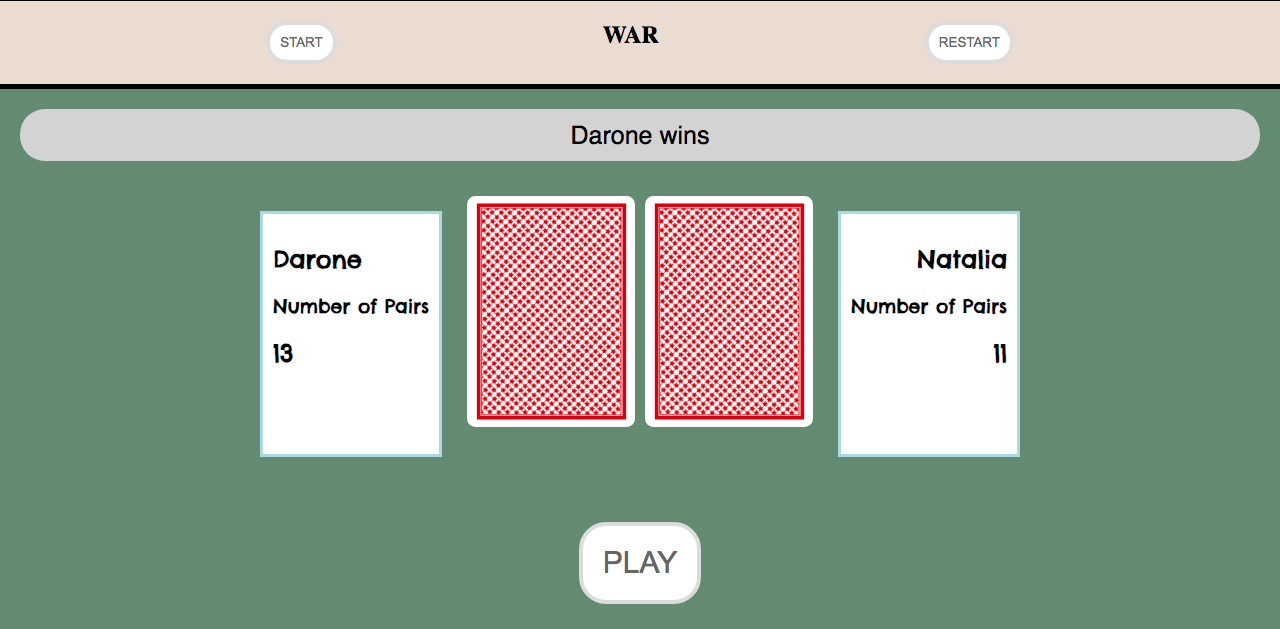 START
WAR
RESTART
Darone wins
Darone
Number of Pairs
13
Natalia
Number of Pairs
11
PLAY